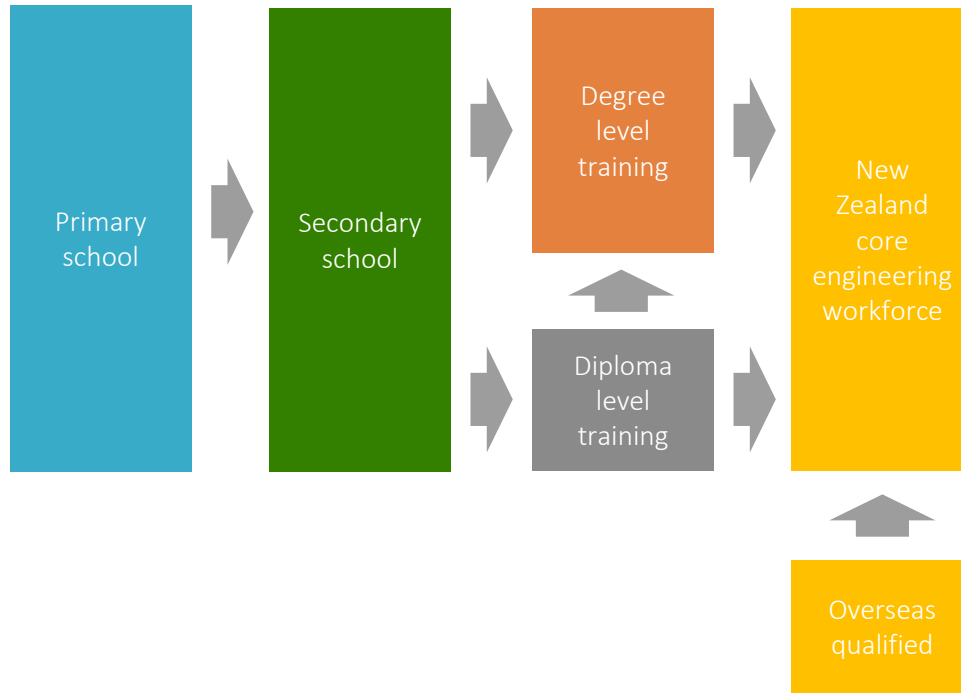 Primary
school
Secondary
school
Degree
level
training
Diploma
level
training
New
Zealand
core
engineering
workforce
Overseas
qualified